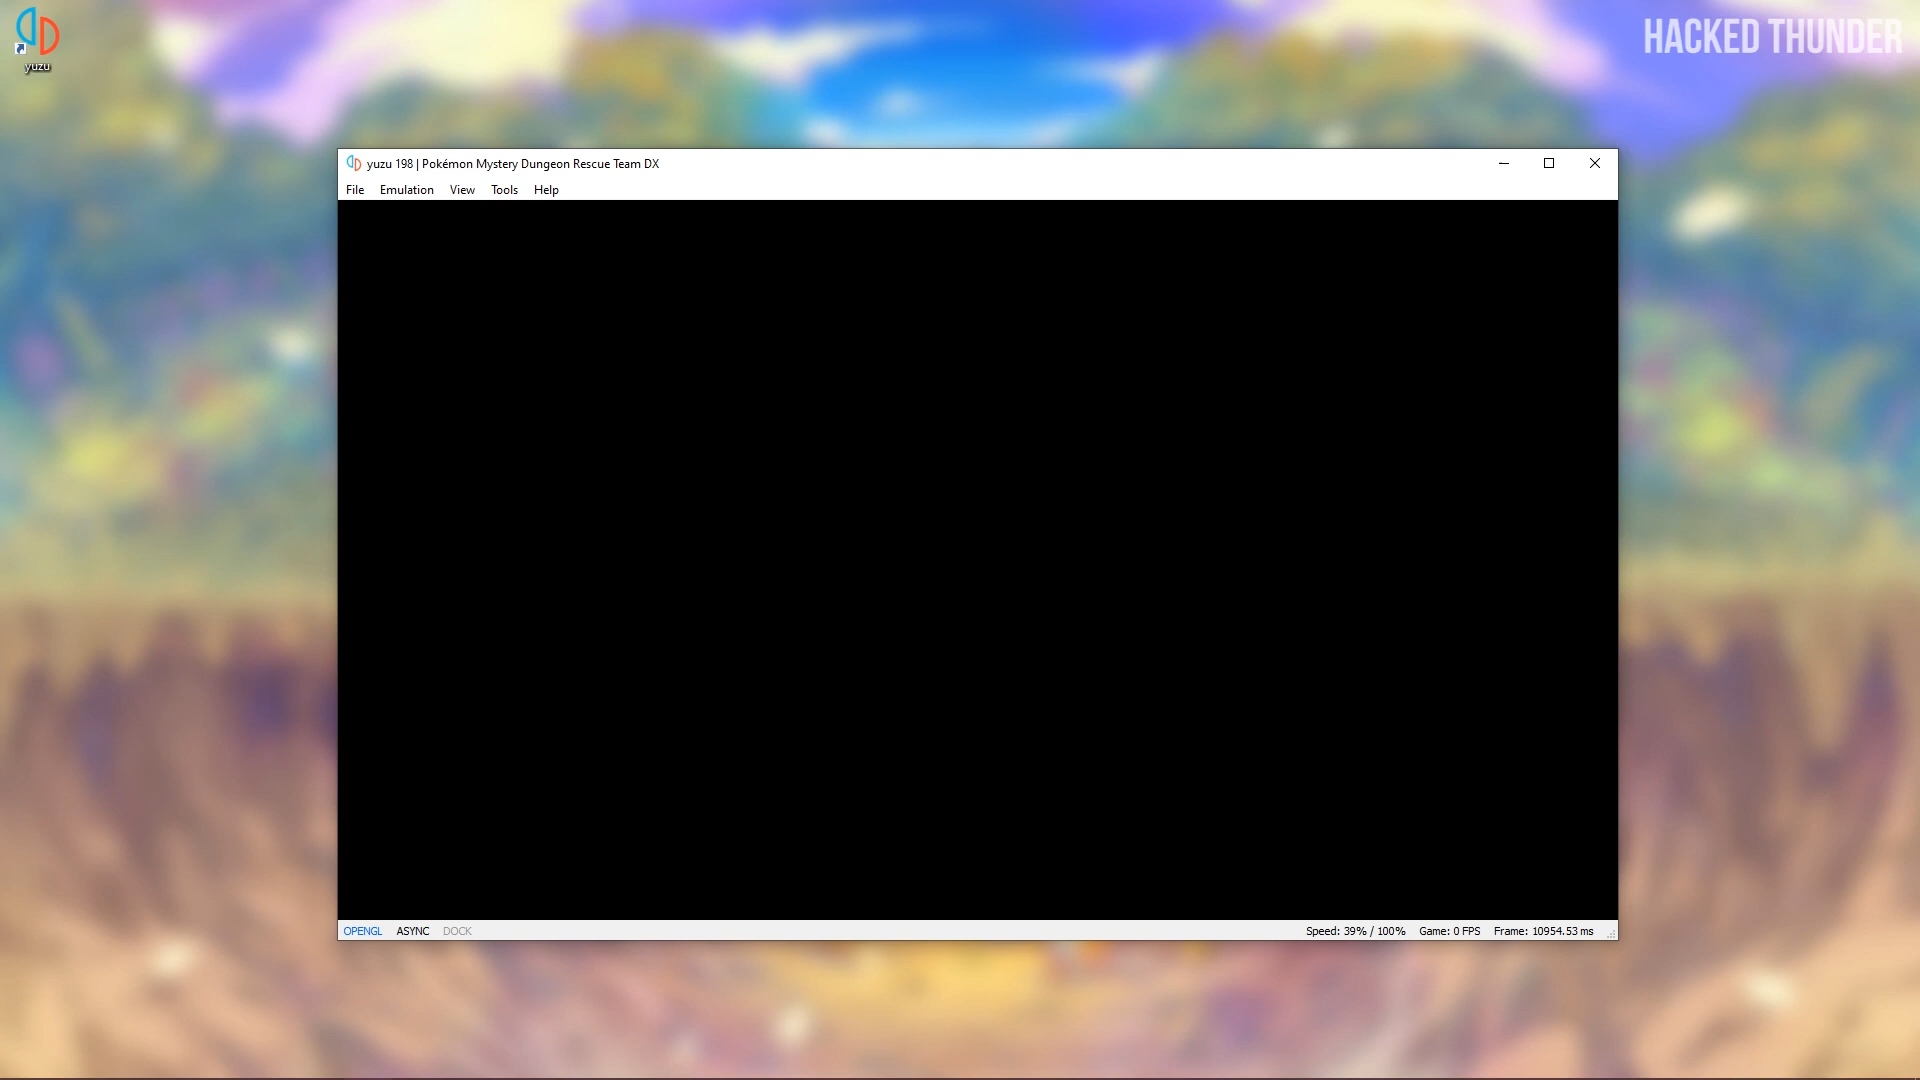 HACKED THUNDER
yuzu
yuzu 198 | Pokémon Mystery Dungeon Rescue Team DX
File Emulation View Tools Help
OPENGL ASYNC DOCK Speed: 39% / 100% Game: 0 FPS Frame: 10954.53 ms